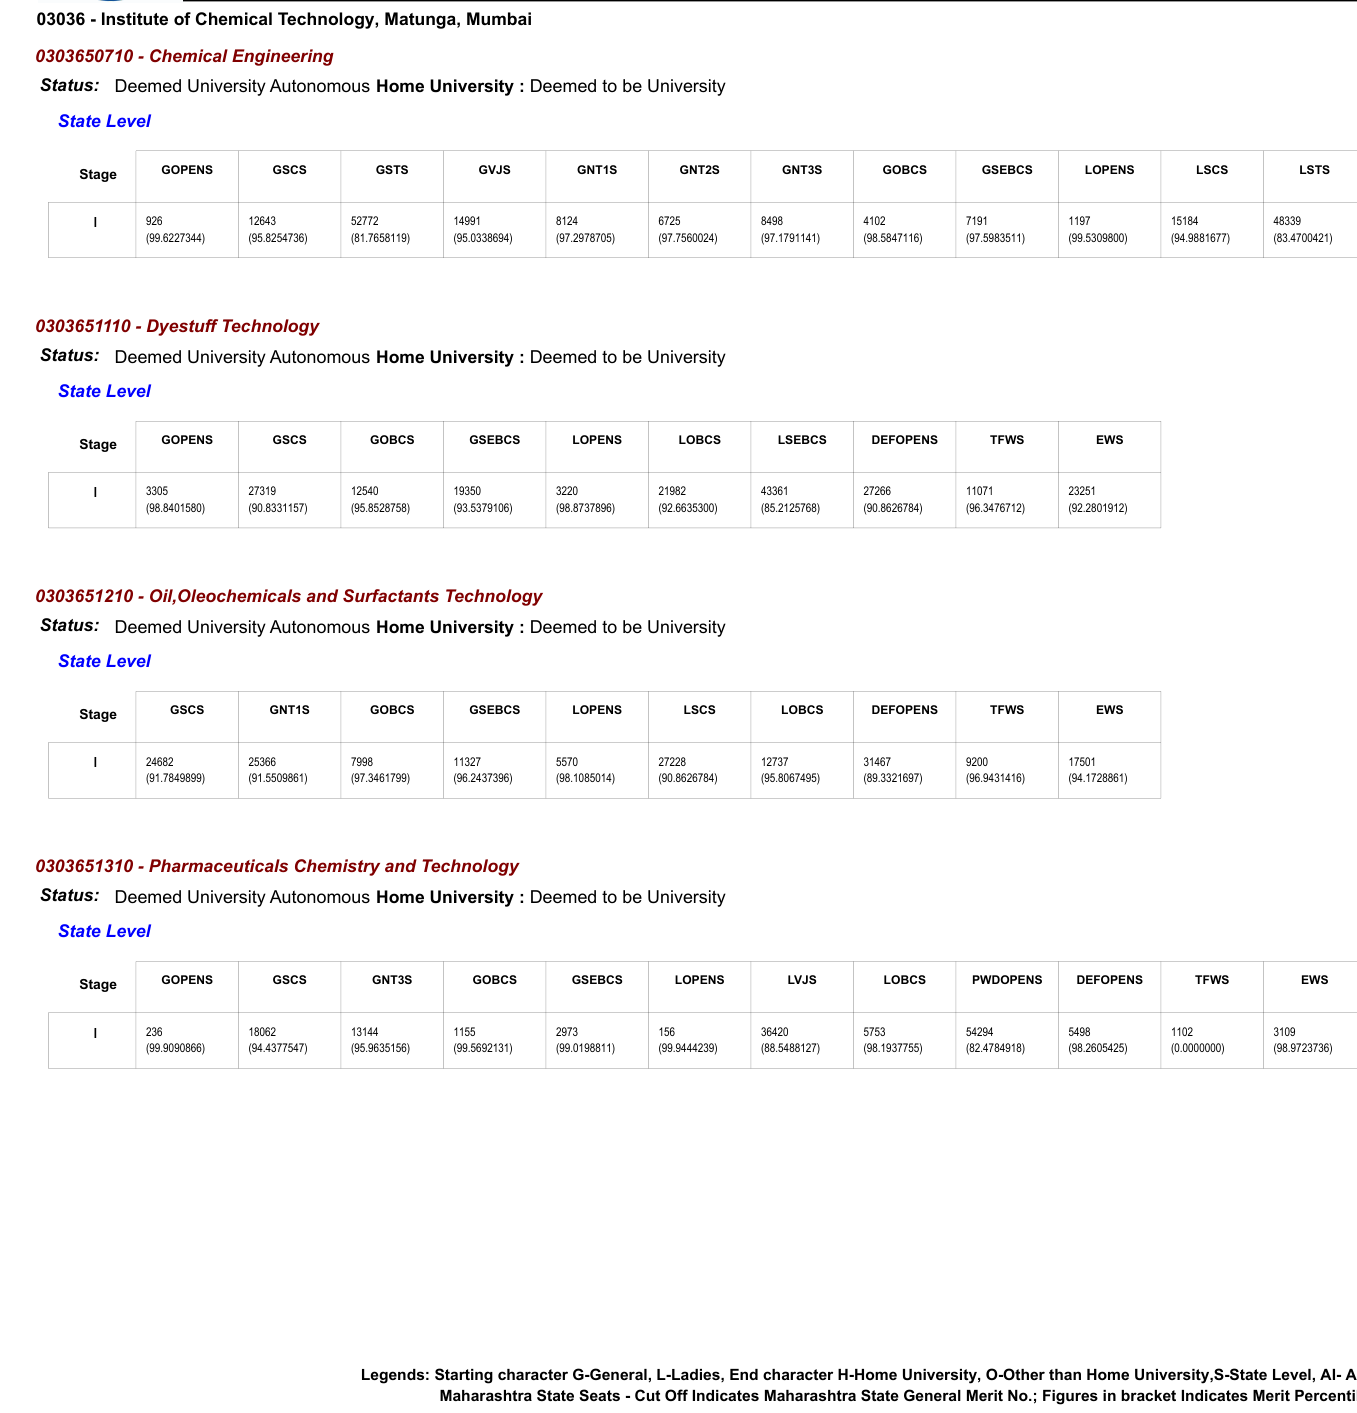 03036 - Institute of Chemical Technology, Matunga, Mumbai
0303650710 - Chemical Engineering
Status: Deemed University Autonomous Home University : Deemed to be University
State Level
Stage GOPENS GSCS GSTS GVJS GNT1S GNT2S GNT3S GOBCS GSEBCS LOPENS LSCS LSTS
I 926 12643 52772 14991 8124 6725 8498 4102 7191 1197 15184 48339
(99.6227344) (95.8254736) (81.7658119) (95.0338694) (97.2978705) (97.7560024) (97.1791141) (98.5847116) (97.5983511) (99.5309800) (94.9881677) (83.4700421)
0303651110 - Dyestuff Technology
Status: Deemed University Autonomous Home University : Deemed to be University
State Level
Stage GOPENS GSCS GOBCS GSEBCS LOPENS LOBCS LSEBCS DEFOPENS TFWS EWS
I 3305 27319 12540 19350 3220 21982 43361 27266 11071 23251
(98.8401580) (90.8331157) (95.8528758) (93.5379106) (98.8737896) (92.6635300) (85.2125768) (90.8626784) (96.3476712) (92.2801912)
0303651210 - Oil,Oleochemicals and Surfactants Technology
Status: Deemed University Autonomous Home University : Deemed to be University
State Level
Stage GSCS GNT1S GOBCS GSEBCS LOPENS LSCS LOBCS DEFOPENS TFWS EWS
I 24682 25366 7998 11327 5570 27228 12737 31467 9200 17501
(91.7849899) (91.5509861) (97.3461799) (96.2437396) (98.1085014) (90.8626784) (95.8067495) (89.3321697) (96.9431416) (94.1728861)
0303651310 - Pharmaceuticals Chemistry and Technology
Status: Deemed University Autonomous Home University : Deemed to be University
State Level
Stage GOPENS GSCS GNT3S GOBCS GSEBCS LOPENS LVJS LOBCS PWDOPENS DEFOPENS TFWS EWS
I 236 18062 13144 1155 2973 156 36420 5753 54294 5498 1102 3109
(99.9090866) (94.4377547) (95.9635156) (99.5692131) (99.0198811) (99.9444239) (88.5488127) (98.1937755) (82.4784918) (98.2605425) (0.0000000) (98.9723736)
Legends: Starting character G-General, L-Ladies, End character H-Home University, O-Other than Home University,S-State Level, AI- A
Maharashtra State Seats - Cut Off Indicates Maharashtra State General Merit No.; Figures in bracket Indicates Merit Percenti